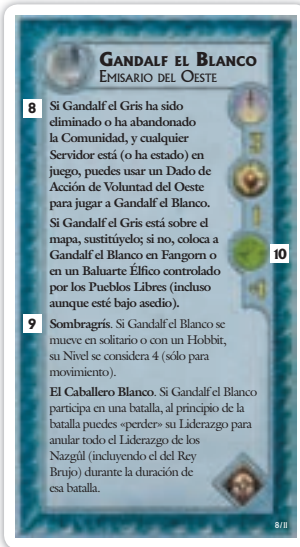 GANDALF EL BLANCO
EMISARIO DEL OESTE
8 Si Gandalf el Gris ha sido
eliminado o ha abandonado
la Comunidad, y cualquier
Servidor está (o ha estado) en
juego, puedes usar un Dado de
Acción de Voluntad del Oeste
para jugar a Gandalf el Blanco.
Si Gandalf el Gris está sobre el
mapa, sustitúyelo; si no, coloca a
Gandalf el Blanco en Fangorn o
en un Baluarte Élfico controlado
por los Pueblos Libres (incluso
aunque esté bajo asedio).
10
9 Sombragrís. Si Gandalf el Blanco se
mueve en solitario o con un Hobbit,
su Nivel se considera 4 (sólo para
movimiento).
El Caballero Blanco. Si Gandalf el Blanco
participa en una batalla, al principio de la
batalla puedes «perder» su Liderazgo para
anular todo el Liderazgo de los
Nazgûl (incluyendo el del Rey
Brujo) durante la duración de
esa batalla.
8/II